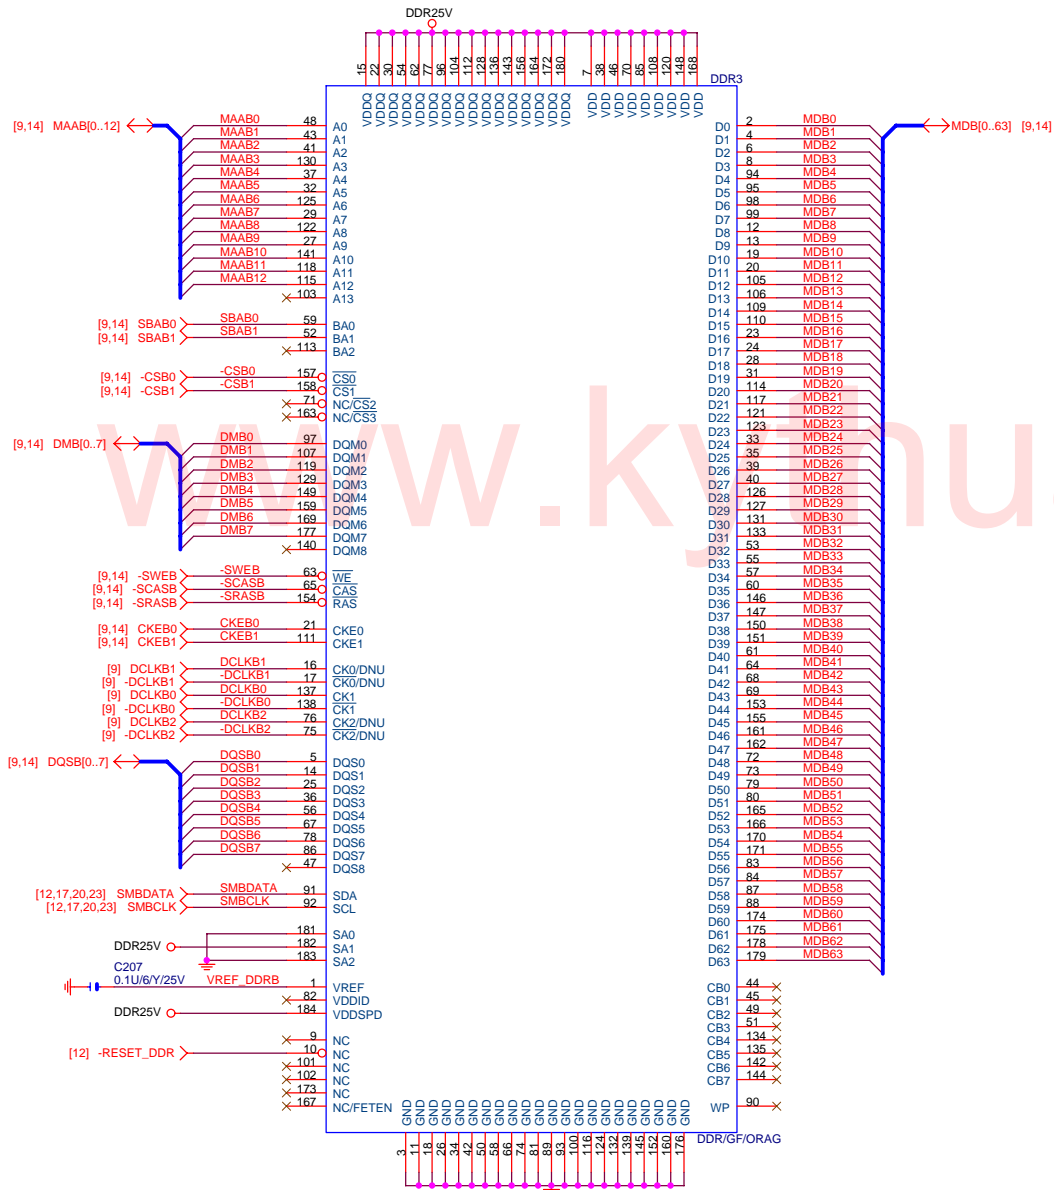 DDR25V
15 22 30 54 62 77 96 104 112 128 136 143 156 164 172 180 7 38 46 70 85 108 120 148 168
DDR3
VDDQ VDDQ VDDQ VDDQ VDDQ VDDQ VDDQ VDDQ VDDQ VDDQ VDDQ VDDQ VDDQ VDDQ VDDQ VDDQ VDD VDD VDD VDD VDD VDD VDD VDD VDD
[9,14] MAAB[0..12]
MAAB0 48 A0
MAAB1 43 A1
MAAB2 41 A2
MAAB3 130 A3
MAAB4 37 A4
MAAB5 32 A5
MAAB6 125 A6
MAAB7 29 A7
MAAB8 122 A8
MAAB9 27 A9
MAAB10 141 A10
MAAB11 118 A11
MAAB12 115 A12
103 A13
[9,14] SBAB0 SBAB0 59 BA0
[9,14] SBAB1 SBAB1 52 BA1
113 BA2
[9,14] -CSB0 -CSB0 157 CS0
[9,14] -CSB1 -CSB1 158 CS1
71 NC/CS2
163 NC/CS3
[9,14] DMB[0..7]
DMB0 97 DQM0
DMB1 107 DQM1
DMB2 119 DQM2
DMB3 129 DQM3
DMB4 149 DQM4
DMB5 159 DQM5
DMB6 169 DQM6
DMB7 177 DQM7
140 DQM8
[9,14] -SWEB -SWEB 63 WE
[9,14] -SCASB -SCASB 65 CAS
[9,14] -SRASB -SRASB 154 RAS
[9,14] CKEB0 CKEB0 21 CKE0
[9,14] CKEB1 CKEB1 111 CKE1
[9] DCLKB1 DCLKB1 16 CK0/DNU
[9] -DCLKB1 -DCLKB1 17 CK0/DNU
[9] DCLKB0 DCLKB0 137 CK1
[9] -DCLKB0 -DCLKB0 138 CK1
[9] DCLKB2 DCLKB2 76 CK2/DNU
[9] -DCLKB2 -DCLKB2 75 CK2/DNU
[9,14] DQSB[0..7]
DQSB0 5 DQS0
DQSB1 14 DQS1
DQSB2 25 DQS2
DQSB3 36 DQS3
DQSB4 56 DQS4
DQSB5 67 DQS5
DQSB6 78 DQS6
DQSB7 86 DQS7
47 DQS8
[12,17,20,23] SMBDATA SMBDATA 91 SDA
[12,17,20,23] SMBCLK SMBCLK 92 SCL
181 SA0
DDR25V 182 SA1
183 SA2
C207
0.1U/6/Y/25V VREF_DDRB 1 VREF
82 VDDID
DDR25V 184 VDDSPD
9 NC
[12] -RESET_DDR 10 NC
101 NC
102 NC
173 NC
167 NC/FETEN
MDB[0..63] [9,14]
D0 2 MDB0
D1 4 MDB1
D2 6 MDB2
D3 8 MDB3
D4 94 MDB4
D5 95 MDB5
D6 98 MDB6
D7 99 MDB7
D8 12 MDB8
D9 13 MDB9
D10 19 MDB10
D11 20 MDB11
D12 105 MDB12
D13 106 MDB13
D14 109 MDB14
D15 110 MDB15
D16 23 MDB16
D17 24 MDB17
D18 28 MDB18
D19 31 MDB19
D20 114 MDB20
D21 117 MDB21
D22 121 MDB22
D23 123 MDB23
D24 33 MDB24
D25 35 MDB25
D26 39 MDB26
D27 40 MDB27
D28 126 MDB28
D29 127 MDB29
D30 131 MDB30
D31 133 MDB31
D32 53 MDB32
D33 55 MDB33
D34 57 MDB34
D35 60 MDB35
D36 146 MDB36
D37 147 MDB37
D38 150 MDB38
D39 151 MDB39
D40 61 MDB40
D41 64 MDB41
D42 68 MDB42
D43 69 MDB43
D44 153 MDB44
D45 155 MDB45
D46 161 MDB46
D47 162 MDB47
D48 72 MDB48
D49 73 MDB49
D50 79 MDB50
D51 80 MDB51
D52 165 MDB52
D53 166 MDB53
D54 170 MDB54
D55 171 MDB55
D56 83 MDB56
D57 84 MDB57
D58 87 MDB58
D59 88 MDB59
D60 174 MDB60
D61 175 MDB61
D62 178 MDB62
D63 179 MDB63
CB0 44
CB1 45
CB2 49
CB3 51
CB4 134
CB5 135
CB6 142
CB7 144
WP 90
GND GND GND GND GND GND GND GND GND GND GND GND GND GND GND GND GND GND GND GND GND GND
DDR/GF/ORAG
3 11 18 26 34 42 50 58 66 74 81 89 93 100 116 124 132 139 145 152 160 176
www.kythu